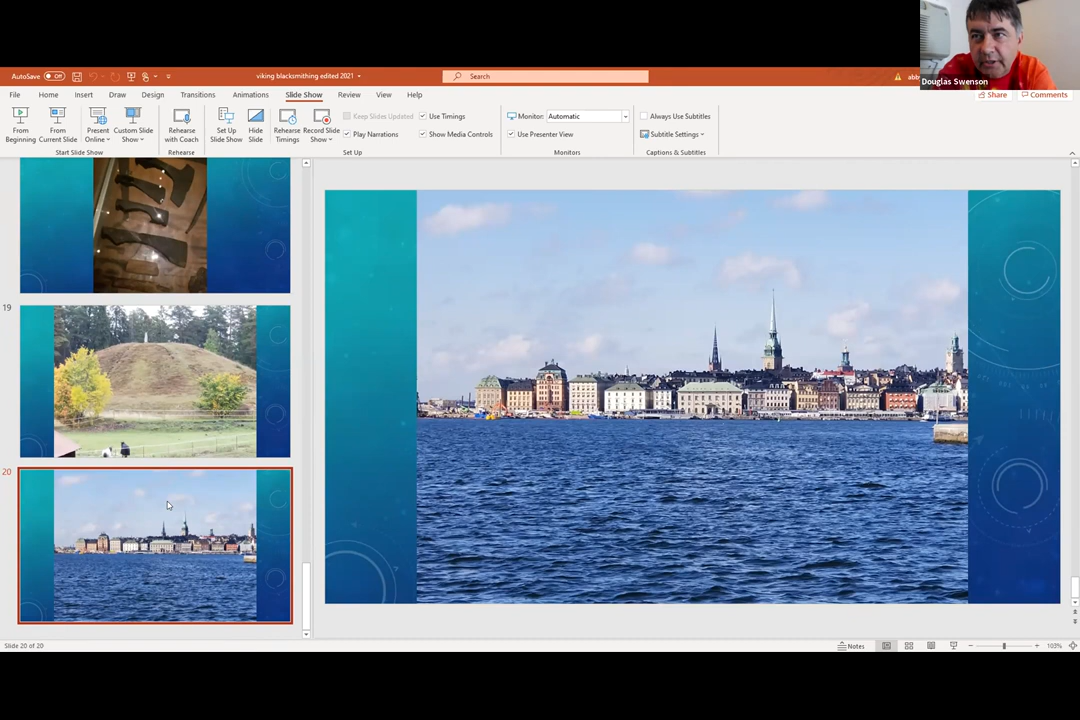 Douglas Swenson
AutoSave Off
viking blacksmithing edited 2021
Search
File Home Insert Draw Design Transitions Animations Slide Show Review View Help
Share Comments
From Beginning
From Current Slide
Present Online
Custom Slide Show
Start Slide Show
Rehearse with Coach
Rehearse
Set Up Slide Show
Hide Slide
Rehearse Timings
Record Slide Show
Keep Slides Updated
Play Narrations
Use Timings
Show Media Controls
Set Up
Monitor: Automatic
Use Presenter View
Monitors
Always Use Subtitles
Subtitle Settings
Captions & Subtitles
19
20
Slide 20 of 20
Notes
103%